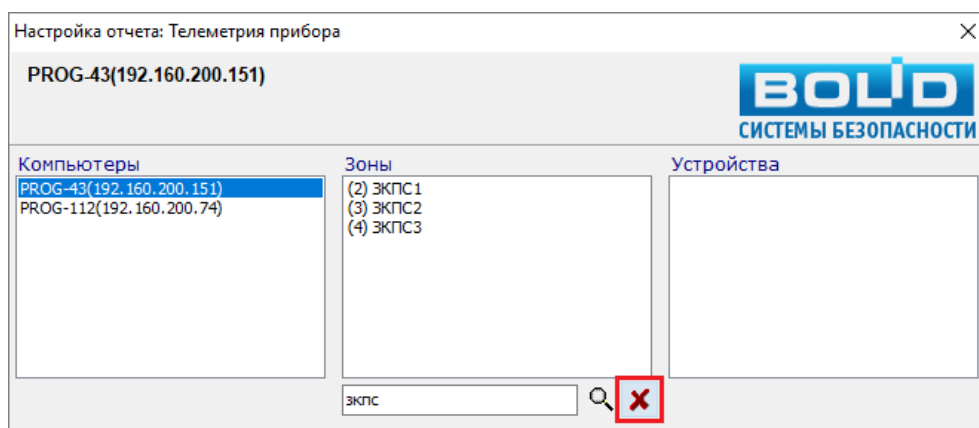 Настройка отчета: Телеметрия прибора
PROG-43(192.160.200.151)
BOLID
СИСТЕМЫ БЕЗОПАСНОСТИ
Компьютеры
PROG-43(192.160.200.151)
PROG-112(192.160.200.74)
Зоны
(2) ЗКПС1
(3) ЗКПС2
(4) ЗКПС3
зкпс
Устройства